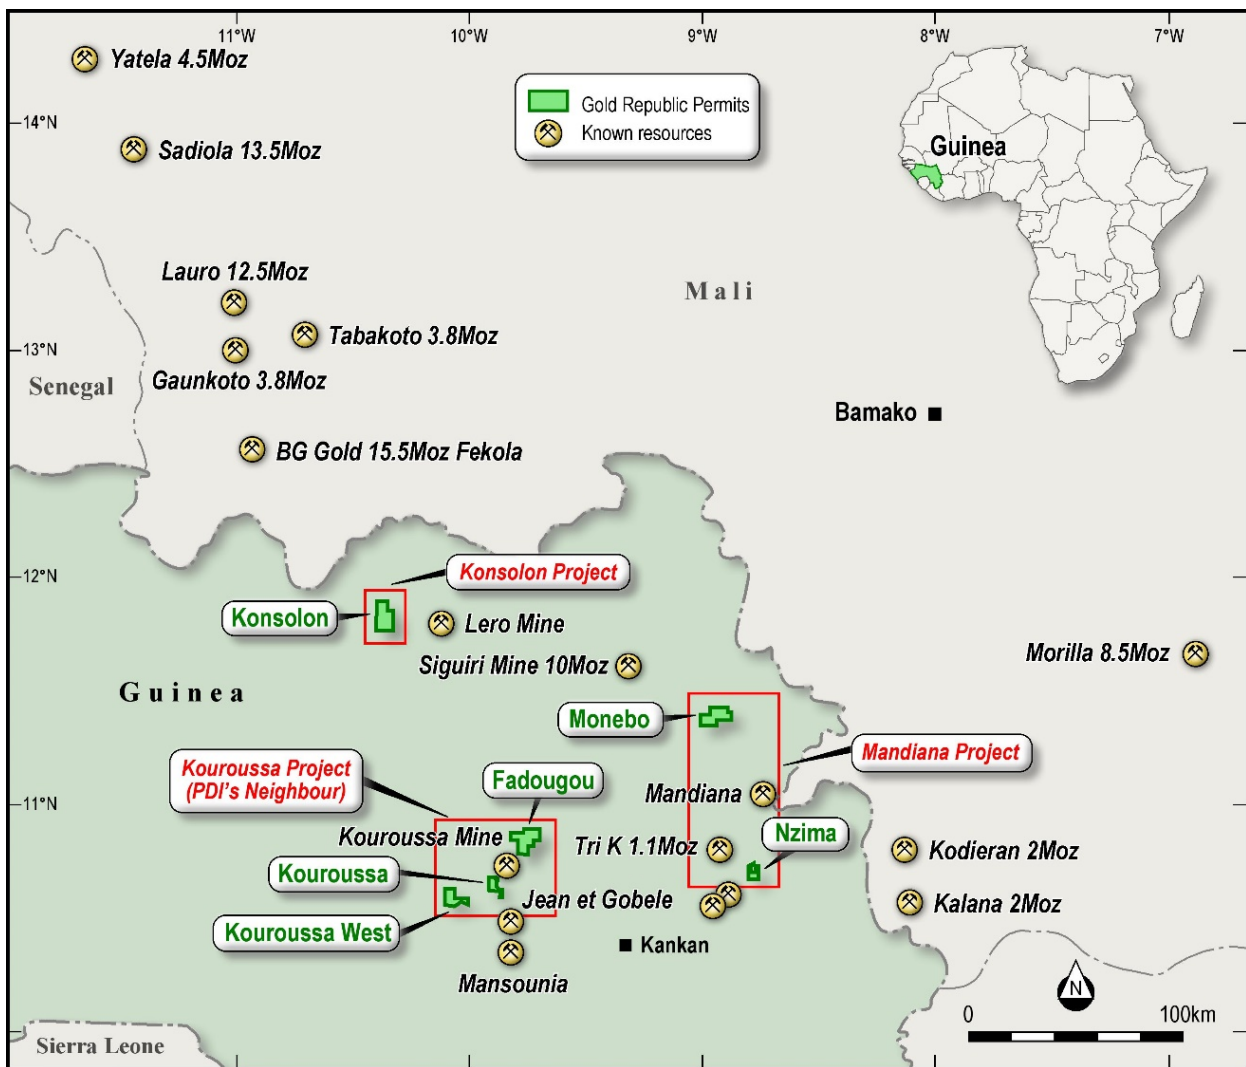 11°W
10°W
9°W
8°W
7°W
Yatela 4.5Moz
Gold Republic Permits
Known resources
14°N
Sadiola 13.5Moz
Guinea
Lauro 12.5Moz
Mali
Tabakoto 3.8Moz
13°N
Gaunkoto 3.8Moz
Senegal
Bamako
BG Gold 15.5Moz Fekola
12°N
Konsolon Project
Konsolon
Lero Mine
Siguiri Mine 10Moz
Morilla 8.5Moz
Guinea
Monebo
Mandiana Project
Kouroussa Project
(PDI's Neighbour)
Fadougou
Mandiana
11°N
Kouroussa Mine
Tri K 1.1Moz
Nzima
Kodieran 2Moz
Kouroussa
Jean et Gobele
Kalana 2Moz
Kouroussa West
Kankan
Mansounia
N
0
100km
Sierra Leone